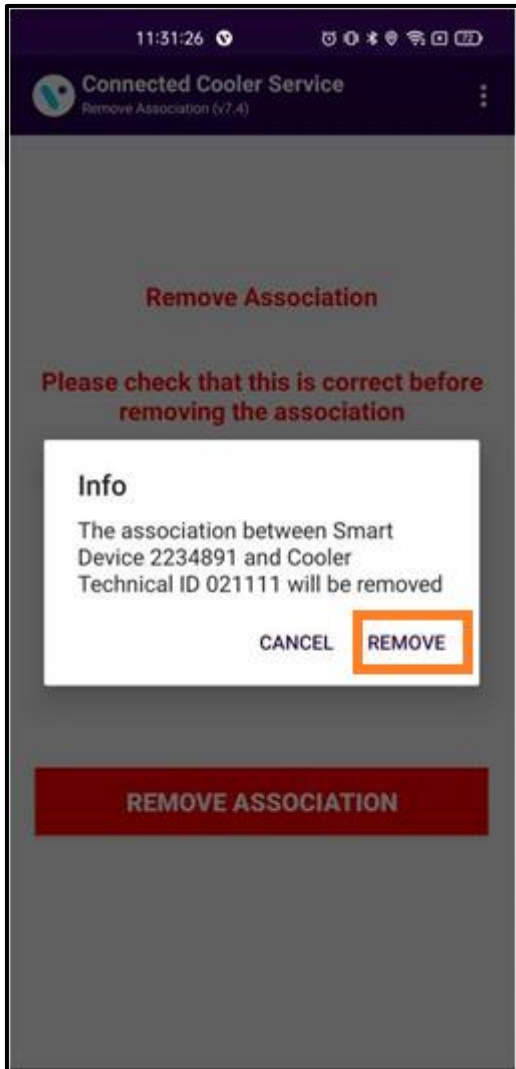 11:31:26
72
Connected Cooler Service
Remove Association (v7.4)
Remove Association
Please check that this is correct before
removing the association
Info
The association between Smart
Device 2234891 and Cooler
Technical ID 021111 will be removed
CANCEL REMOVE
REMOVE ASSOCIATION